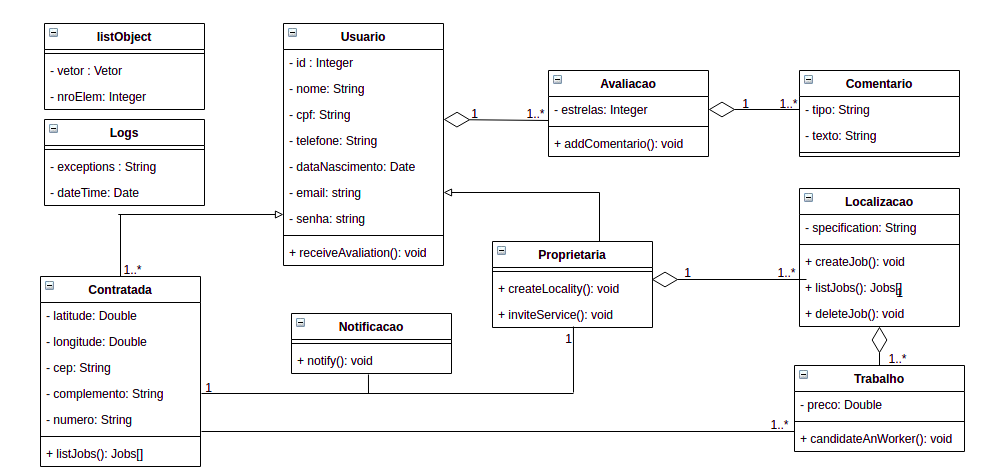 listObject
- vetor : Vetor
- nroElem: Integer
Logs
- exceptions : String
- dateTime: Date
Usuario
- id : Integer
- nome: String
- cpf: String
- telefone: String
- dataNascimento: Date
- email: string
- senha: string
+ receiveAvaliation(): void
1
1..*
Avaliacao
- estrelas: Integer
+ addComentario(): void
1
1..*
Comentario
- tipo: String
- texto: String
Localizacao
- specification: String
+ createJob(): void
+ listJobs(): Jobs[]
+ deleteJob(): void
1
1..*
Proprietaria
+ createLocality(): void
+ inviteService(): void
1
1..*
1
1..*
Contratada
- latitude: Double
- longitude: Double
- cep: String
- complemento: String
- numero: String
+ listJobs(): Jobs[]
1
Notificacao
+ notify(): void
Trabalho
- preco: Double
+ candidateAnWorker(): void
1..*